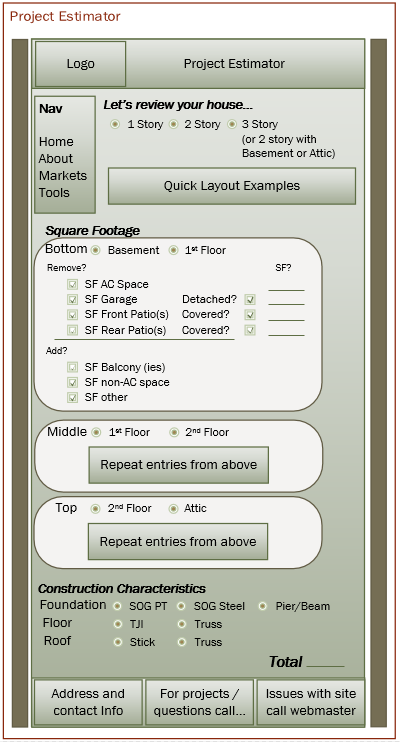 Project Estimator
Logo
Project Estimator
Nav
Home
About
Markets
Tools
Let's review your house...
1 Story 2 Story 3 Story
(or 2 story with
Basement or Attic)
Quick Layout Examples
Square Footage
Bottom Basement 1st Floor
Remove? SF?
SF AC Space
SF Garage Detached?
SF Front Patio(s) Covered?
SF Rear Patio(s) Covered?
Add?
SF Balcony (ies)
SF non-AC space
SF other
Middle 1st Floor 2nd Floor
Repeat entries from above
Top 2nd Floor Attic
Repeat entries from above
Construction Characteristics
Foundation SOG PT SOG Steel Pier/Beam
Floor TJI Truss
Roof Stick Truss
Total ______
Address and
contact Info
For projects /
questions call...
Issues with site
call webmaster